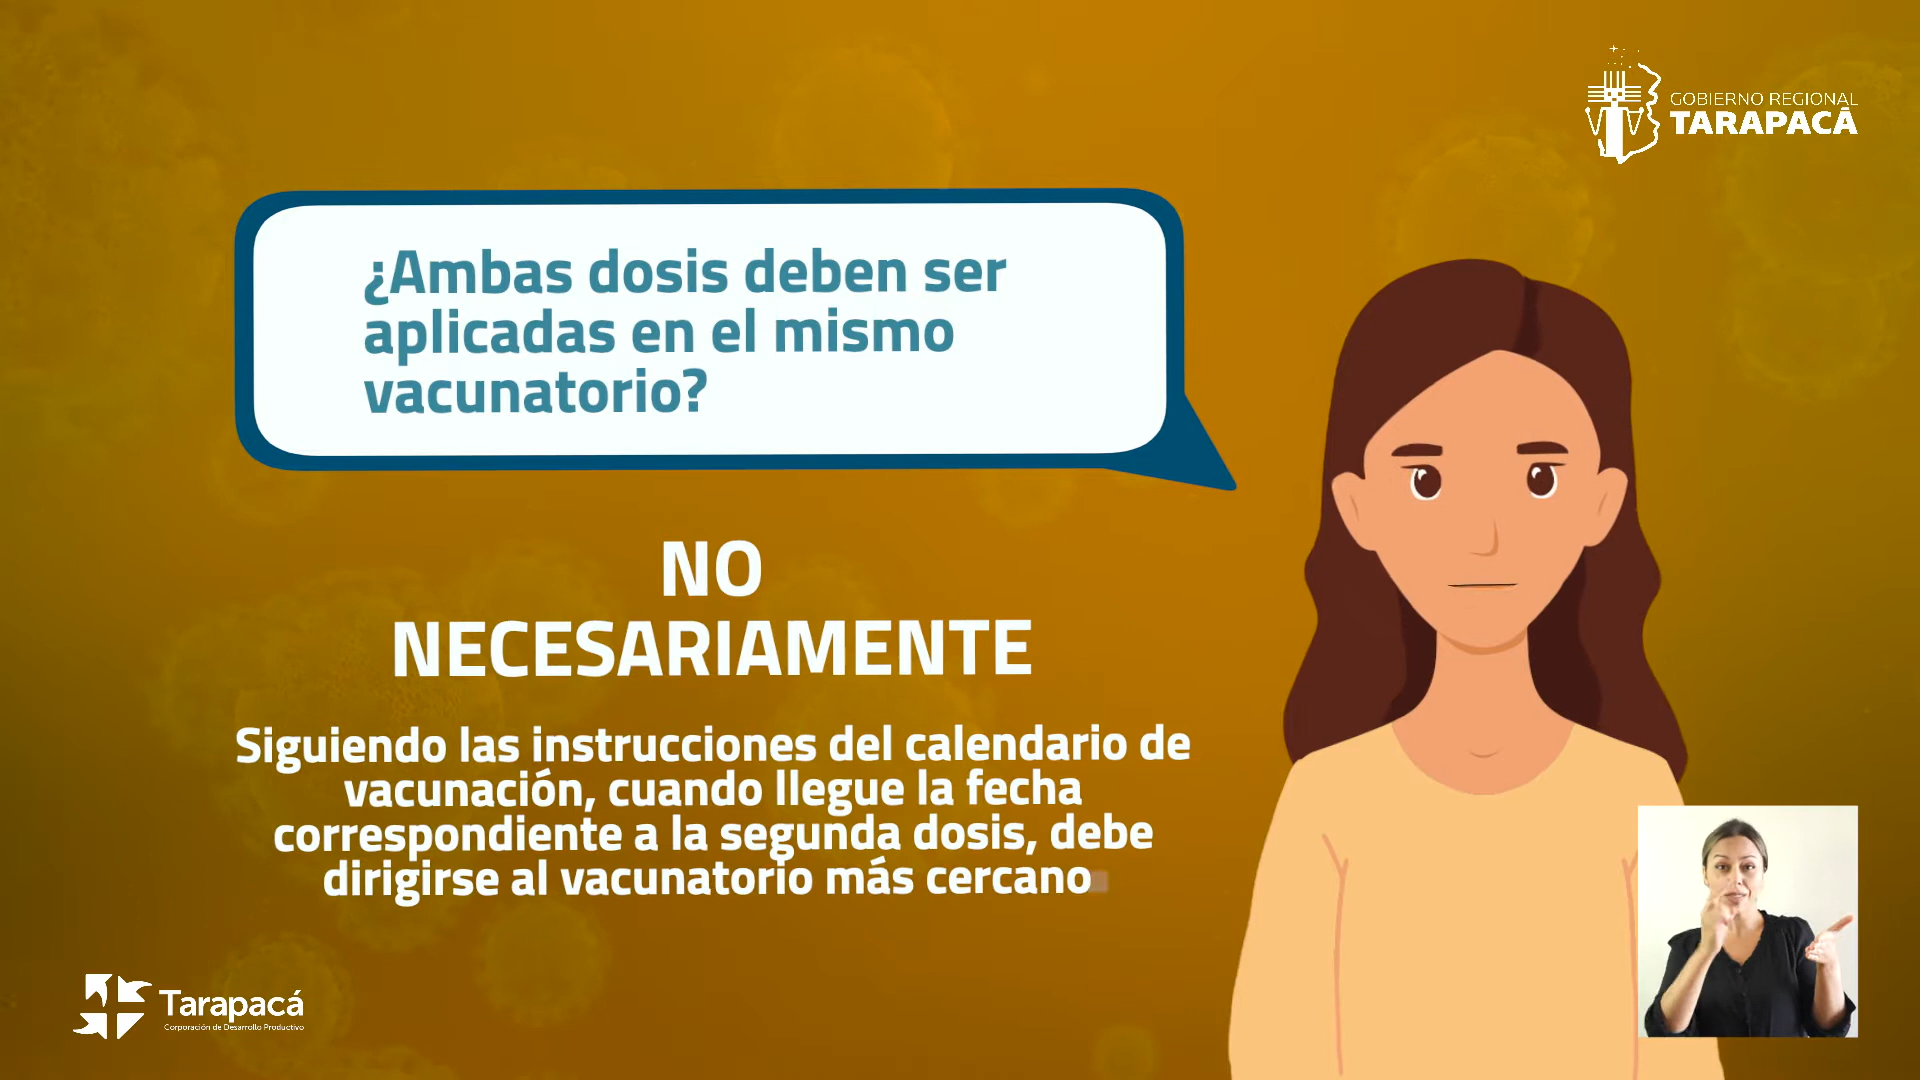 GOBIERNO REGIONAL
TARAPACÁ
¿Ambas dosis deben ser
aplicadas en el mismo
vacunatorio?
NO
NECESARIAMENTE
Siguiendo las instrucciones del calendario de
vacunación, cuando llegue la fecha
correspondiente a la segunda dosis, debe
dirigirse al vacunatorio más cercano
Tarapacá
Corporación de Desarrollo Productivo